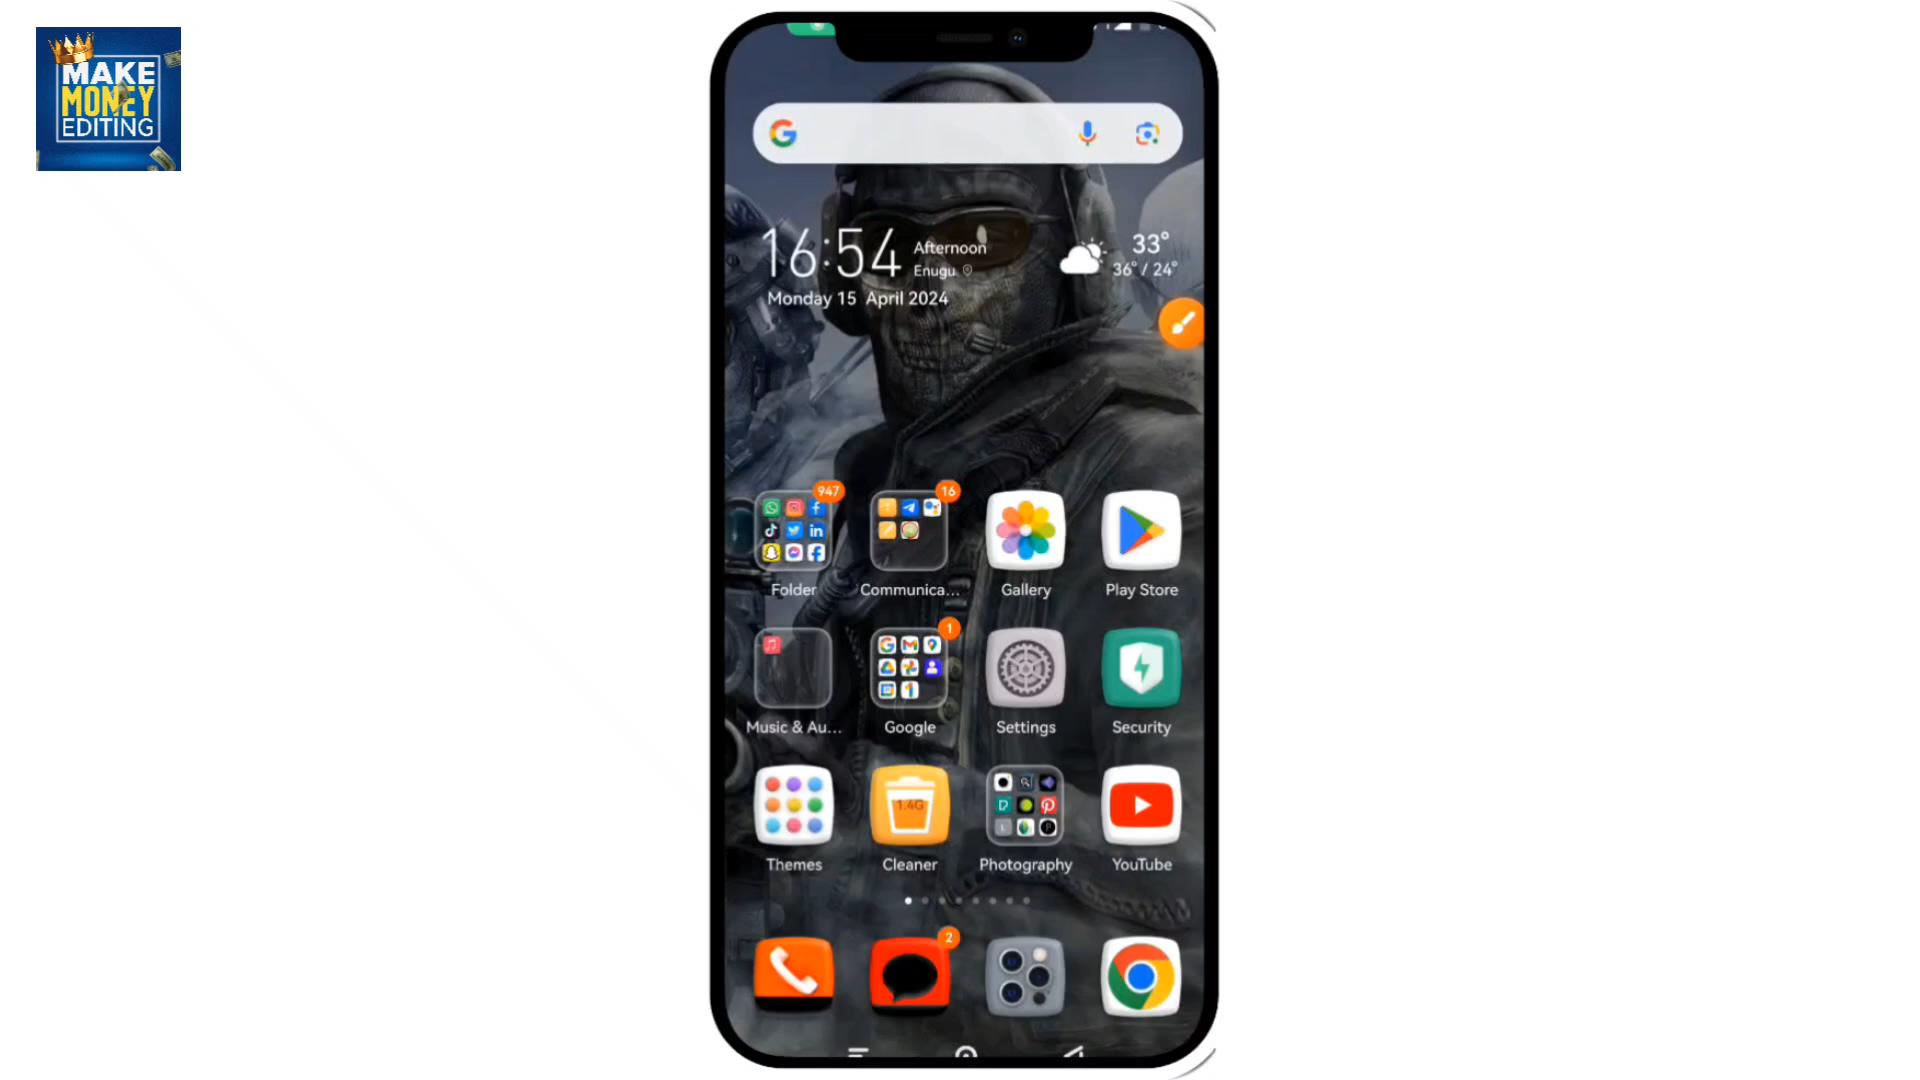 MAKE
MONEY
EDITING
16:54
Afternoon
Enugu
Monday 15 April 2024
33°
36° / 24°
947
16
Folder
Communica...
Gallery
Play Store
1
Music & Au...
Google
Settings
Security
1.4G
Themes
Cleaner
Photography
YouTube
2